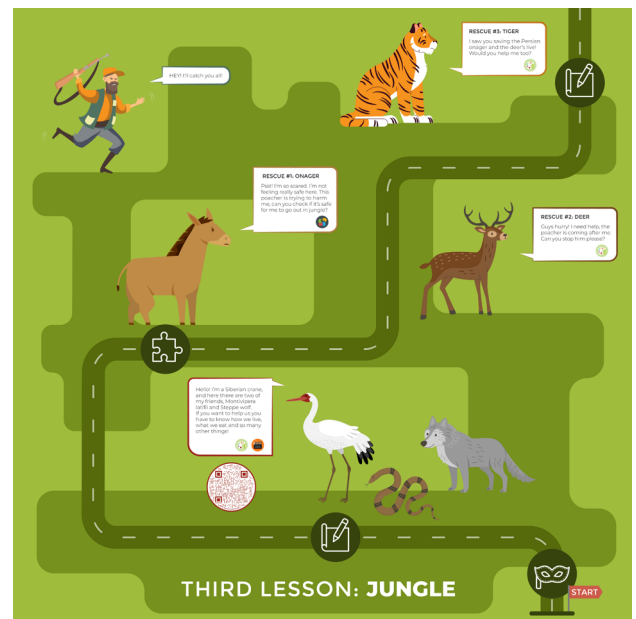 RESCUE #3: TIGER
I saw you saving the Persian
onager and the deer's live!
Would you help me too?
HEY! I'll catch you all!
RESCUE #1: ONAGER
Psst! I'm so scared. I'm not
feeling really safe here. This
poacher is trying to harm
me, can you check if it's safe
for me to go out in jungle?
RESCUE #2: DEER
Guys hurry! I need help, the
poacher is coming after me.
Can you stop him please?
Hello! I'm a Siberian crane,
and here there are two of
my friends, Montivipera
latifii and Steppe wolf.
If you want to help us you
have to know how we live,
what we eat and so many
other things!
THIRD LESSON: JUNGLE
START